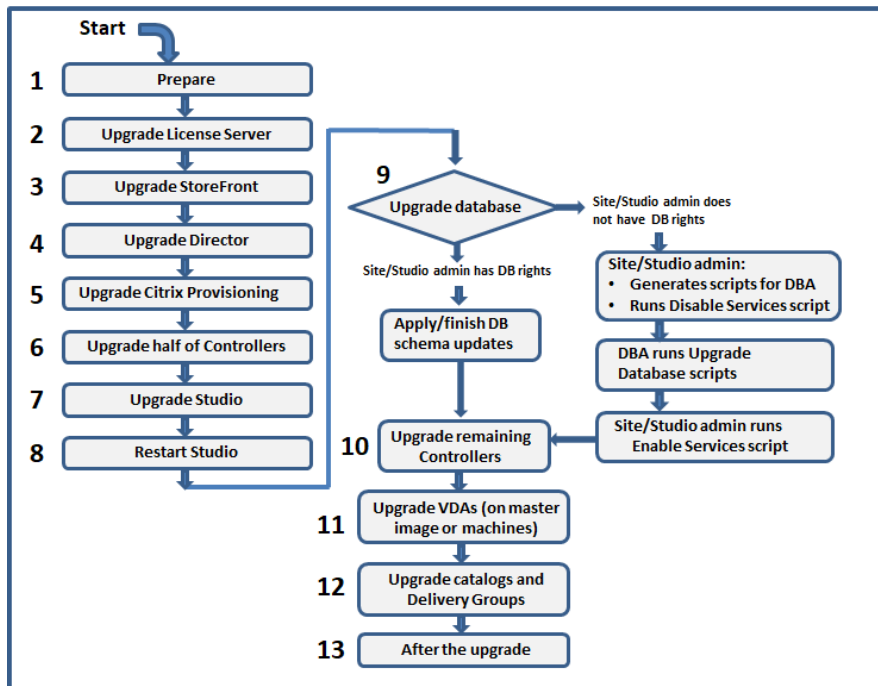 Start
1
Prepare
2
Upgrade License Server
3
Upgrade StoreFront
4
Upgrade Director
5
Upgrade Citrix Provisioning
6
Upgrade half of Controllers
7
Upgrade Studio
8
Restart Studio
9
Upgrade database
Site/Studio admin does
not have DB rights
Site/Studio admin has DB rights
Site/Studio admin:
• Generates scripts for DBA
• Runs Disable Services script
Apply/finish DB
schema updates
DBA runs Upgrade
Database scripts
Site/Studio admin runs
Enable Services script
10
Upgrade remaining
Controllers
11
Upgrade VDAs (on master
image or machines)
12
Upgrade catalogs and
Delivery Groups
13
After the upgrade